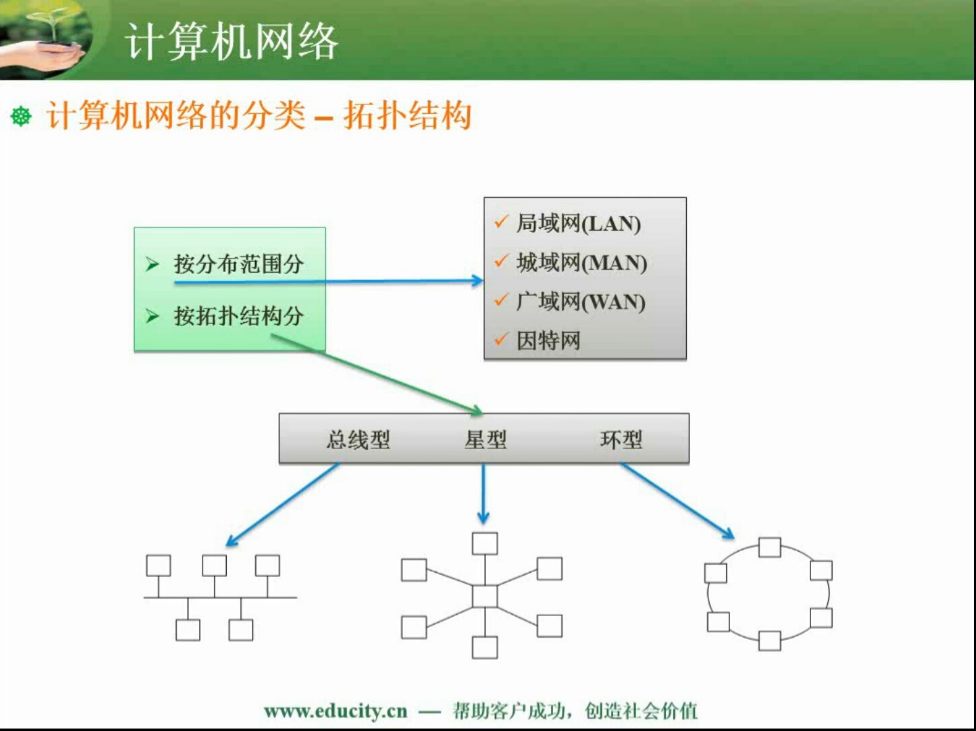 计算机网络
计算机网络的分类 – 拓扑结构
按分布范围分
按拓扑结构分
局域网(LAN)
城域网(MAN)
广域网(WAN)
因特网
总线型 星型 环型
www.educity.cn — 帮助客户成功，创造社会价值